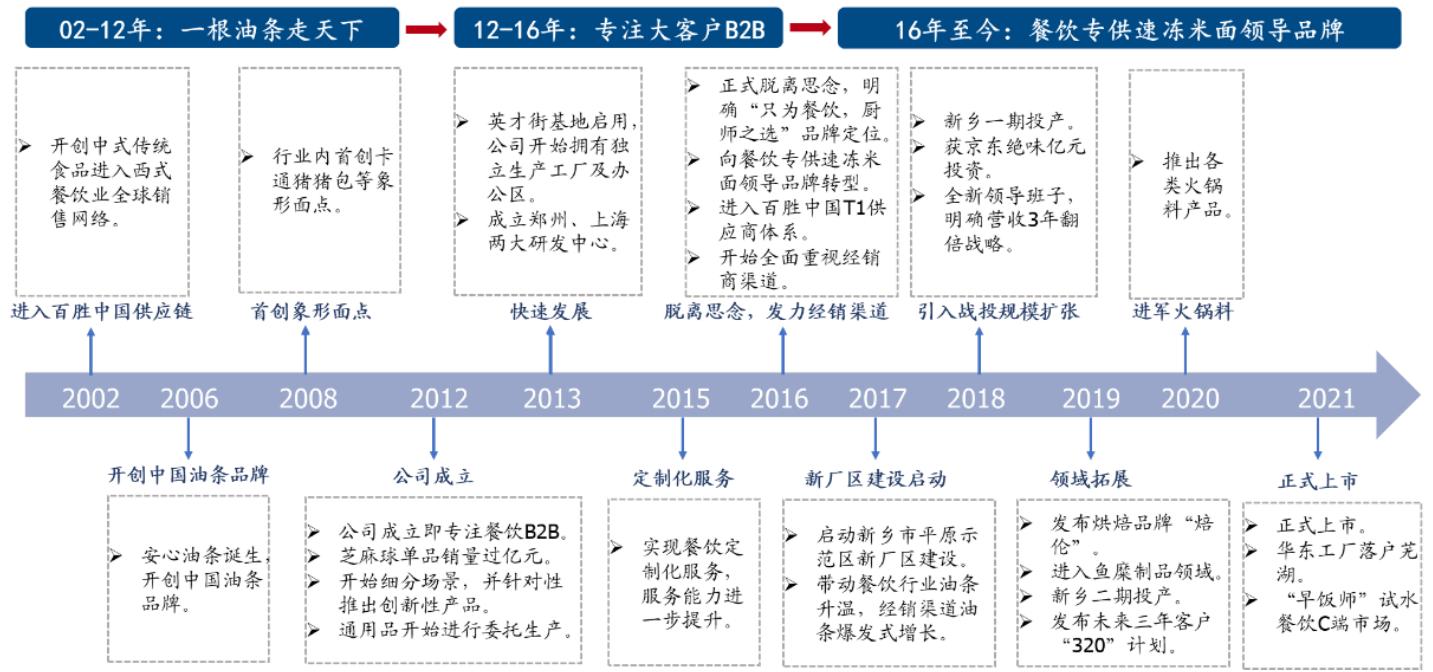 02-12年：一根油条走天下
12-16年：专注大客户B2B
16年至今：餐饮专供速冻米面领导品牌
➢ 开创中式传统
食品进入西式
餐饮业全球销
售网络。
➢ 行业内首创卡
通猪猪包等象
形面点。
➢ 英才街基地启用，
公司开始拥有独
立生产工厂及办
公区。
➢ 成立郑州、上海
两大研发中心。
➢ 正式脱离思念，明
确“只为餐饮，厨
师之选”品牌定位。
➢ 向餐饮专供速冻米
面领导品牌转型。
➢ 进入百胜中国T1供
应商体系。
➢ 开始全面重视经销
商渠道。
➢ 新乡一期投产。
➢ 获京东绝味亿元
投资。
➢ 全新领导班子，
明确营收3年翻
倍战略。
➢ 推出各
类火锅
料产品。
进入百胜中国供应链
首创象形面点
快速发展
脱离思念，发力经销渠道
引入战投规模扩张
进军火锅料
2002 2006 2008 2012 2013 2015 2016 2017 2018 2019 2020 2021
开创中国油条品牌
公司成立
定制化服务
新厂区建设启动
领域拓展
正式上市
➢ 安心油条诞生，
开创中国油条
品牌。
➢ 公司成立即专注餐饮B2B。
➢ 芝麻球单品销量过亿元。
➢ 开始细分场景，并针对性
推出创新性产品。
➢ 通用品开始进行委托生产。
➢ 实现餐饮定
制化服务，
服务能力进
一步提升。
➢ 启动新乡市平原示
范区新厂区建设。
➢ 带动餐饮行业油条
升温，经销渠道油
条爆发式增长。
➢ 发布烘焙品牌“焙
伦”。
➢ 进入鱼糜制品领域。
➢ 新乡二期投产。
➢ 发布未来三年客户
“320”计划。
➢ 正式上市。
➢ 华东工厂落户芜
湖。
➢ “早饭师”试水
餐饮C端市场。